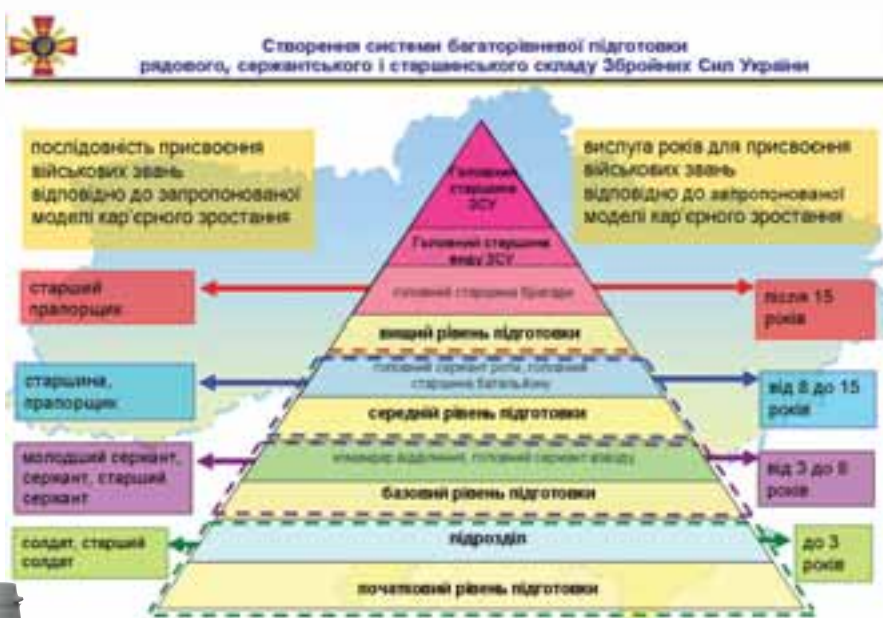 Створення системи багаторівневої підготовки
рядового, сержантського і старшинського складу Збройних Сил України
послідовність присвоєння
військових звань
відповідно до запропонованої
моделі кар'єрного зростання
вислуга років для присвоєння
військових звань
відповідно до запропонованої
моделі кар'єрного зростання
Головний
старшина
ЗСУ
Головний старшина
виду ЗСУ
старший
прапорщик
головний старшина бригади
після 15
років
вищий рівень підготовки
старшина,
прапорщик
головний сержант роти, головний
старшина батальйону
від 8 до 15
років
середній рівень підготовки
молодший сержант,
сержант, старший
сержант
командир відділення, головний сержант взводу
від 3 до 8
років
базовий рівень підготовки
солдат, старший
солдат
підрозділ
до 3
років
початковий рівень підготовки